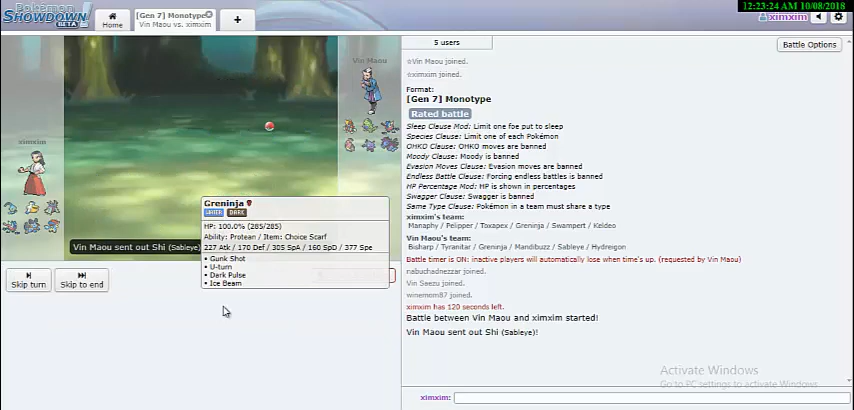 Pokémon
Showdown!
BETA
Home
[Gen 7] Monotype
Vin Maou vs. ximxim
+
12:23:24 AM 10/08/2018
ximxim
5 users
Battle Options
Vin Maou
ximxim
Vin Maou sent out Shi (Sableye)
Greninja
WATER DARK
HP: 100.0% (285/285)
Ability: Protean / Item: Choice Scarf
227 Atk / 170 Def / 305 SpA / 160 SpD / 377 Spe
• Gunk Shot
• U-turn
• Dark Pulse
• Ice Beam
Skip turn
Skip to end
☆Vin Maou joined.
☆ximxim joined.
Format:
[Gen 7] Monotype
Rated battle
Sleep Clause Mod: Limit one foe put to sleep
Species Clause: Limit one of each Pokémon
OHKO Clause: OHKO moves are banned
Moody Clause: Moody is banned
Evasion Moves Clause: Evasion moves are banned
Endless Battle Clause: Forcing endless battles is banned
HP Percentage Mod: HP is shown in percentages
Swagger Clause: Swagger is banned
Same Type Clause: Pokémon in a team must share a type
ximxim's team:
Manaphy / Pelipper / Toxapex / Greninja / Swampert / Keldeo
Vin Maou's team:
Bisharp / Tyranitar / Greninja / Mandibuzz / Sableye / Hydreigon
Battle timer is ON: inactive players will automatically lose when time's up. (requested by Vin Maou)
nabuchadnezzar joined.
Vin Saezu joined.
winemom87 joined.
ximxim has 120 seconds left.
Battle between Vin Maou and ximxim started!
Vin Maou sent out Shi (Sableye)!
Activate Windows
Go to PC settings to activate Windows.
ximxim: